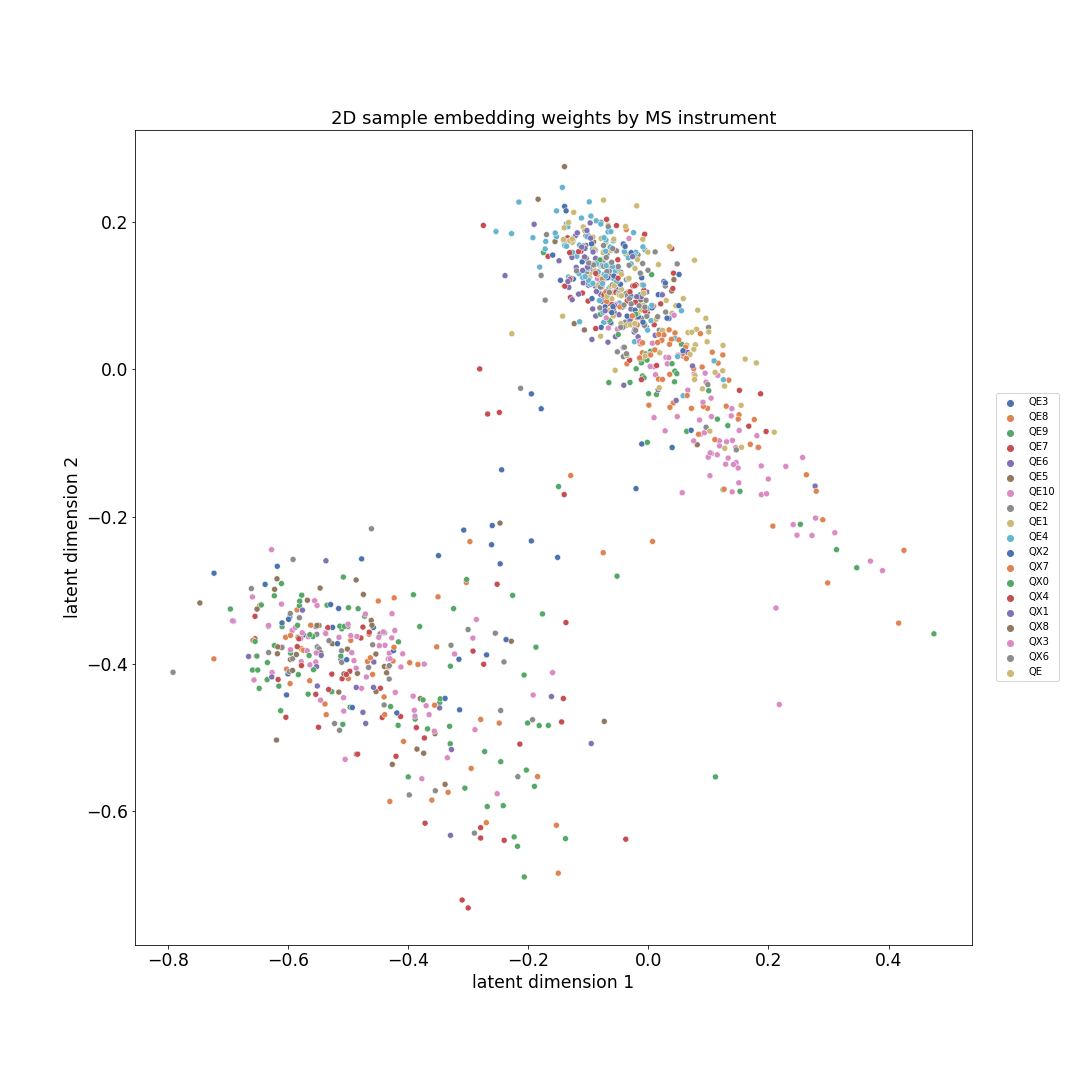 2D sample embedding weights by MS instrument
latent dimension 2
0.2
0.0
−0.2
−0.4
−0.6
−0.8
−0.6
−0.4
−0.2
0.0
0.2
0.4
latent dimension 1
QE3
QE8
QE9
QE7
QE6
QE5
QE10
QE2
QE1
QE4
QX2
QX7
QX0
QX4
QX1
QX8
QX3
QX6
QE